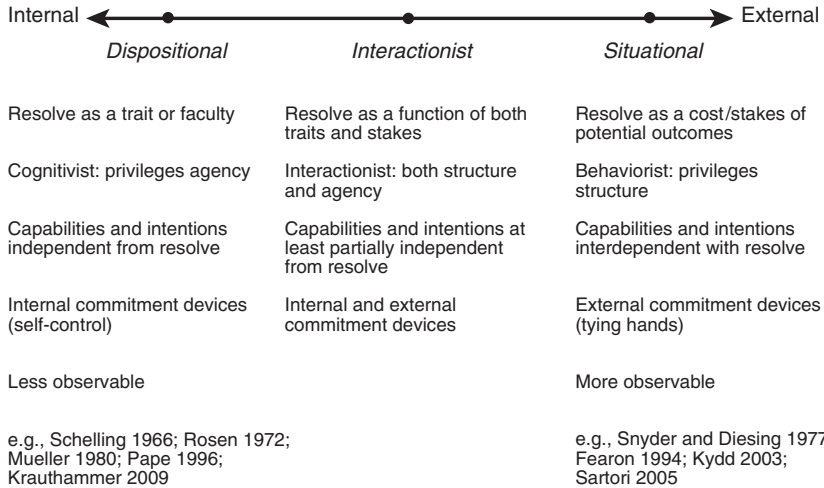 Internal External
Dispositional Interactionist Situational
Resolve as a trait or faculty
Resolve as a function of both
traits and stakes
Resolve as a cost/stakes of
potential outcomes
Cognitivist: privileges agency
Interactionist: both structure
and agency
Behaviorist: privileges
structure
Capabilities and intentions
independent from resolve
Capabilities and intentions at
least partially independent
from resolve
Capabilities and intentions
interdependent with resolve
Internal commitment devices
(self-control)
Internal and external
commitment devices
External commitment devices
(tying hands)
Less observable
More observable
e.g., Schelling 1966; Rosen 1972;
Mueller 1980; Pape 1996;
Krauthammer 2009
e.g., Snyder and Diesing 1977
Fearon 1994; Kydd 2003;
Sartori 2005